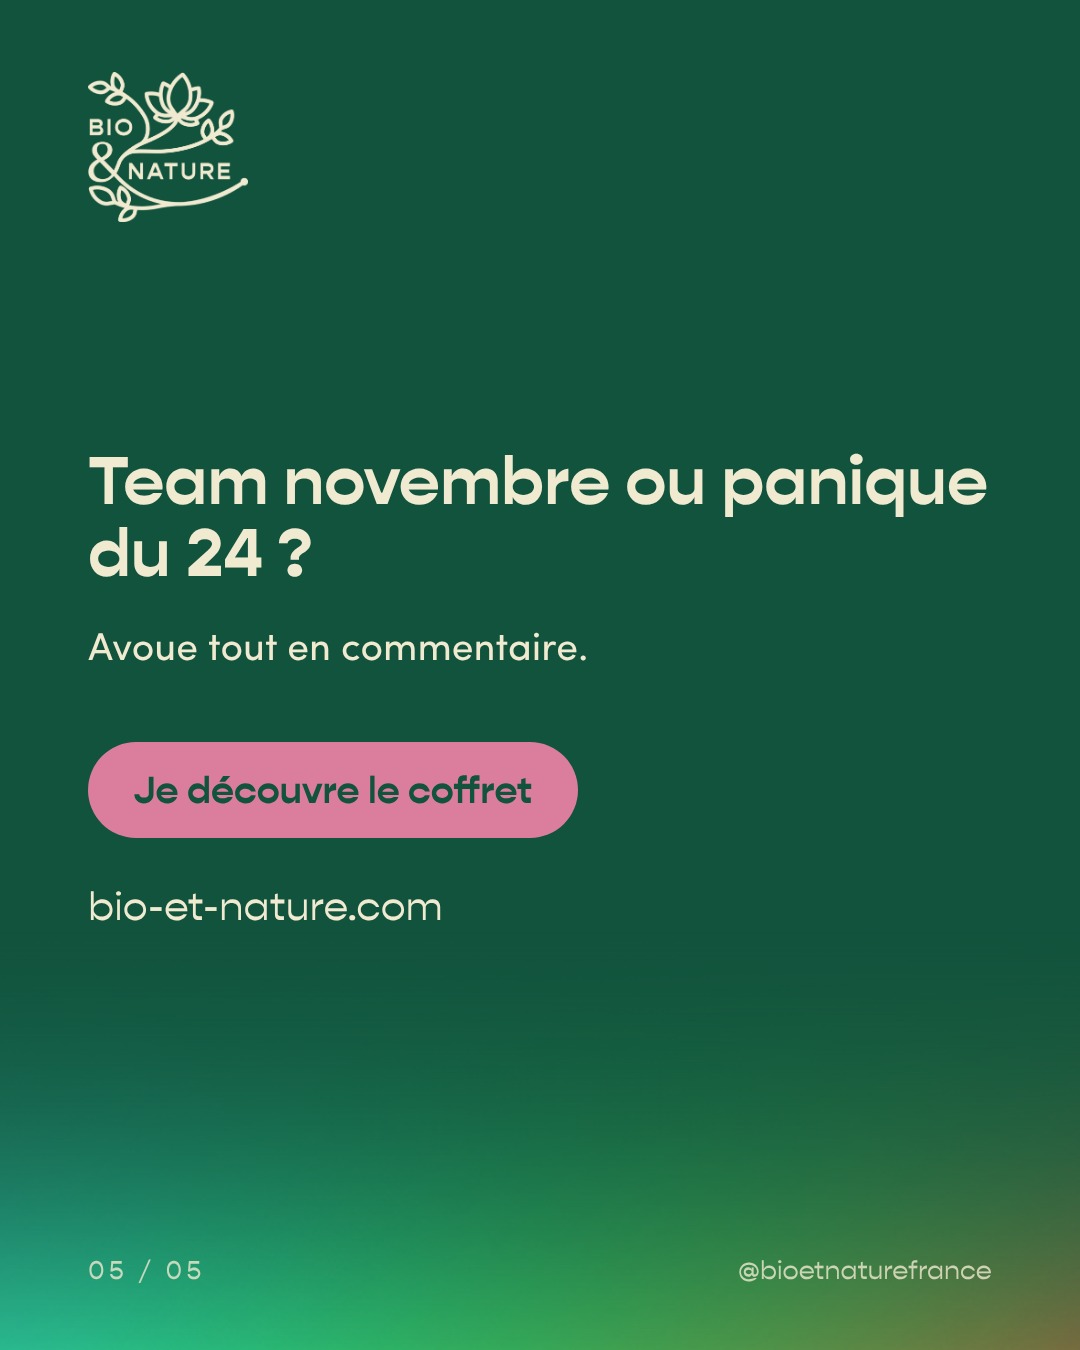 BIO
& NATURE
Team novembre ou panique
du 24 ?
Avoue tout en commentaire.
Je découvre le coffret
bio-et-nature.com
05 / 05
@bioetnaturefrance